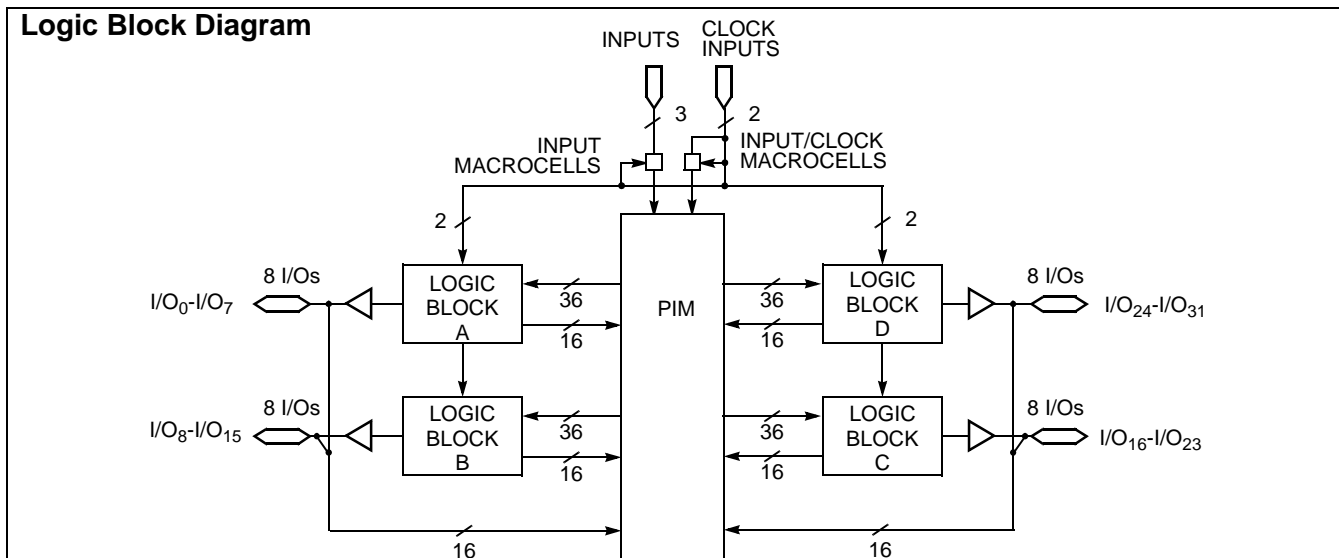 Logic Block Diagram
INPUTS
CLOCK
INPUTS
3
2
INPUT
MACROCELLS
INPUT/CLOCK
MACROCELLS
2
2
8 I/Os
I/O0-I/O7
LOGIC
BLOCK
A
36
16
PIM
36
16
LOGIC
BLOCK
D
8 I/Os
I/O24-I/O31
8 I/Os
I/O8-I/O15
LOGIC
BLOCK
B
36
16
36
16
LOGIC
BLOCK
C
8 I/Os
I/O16-I/O23
16
16